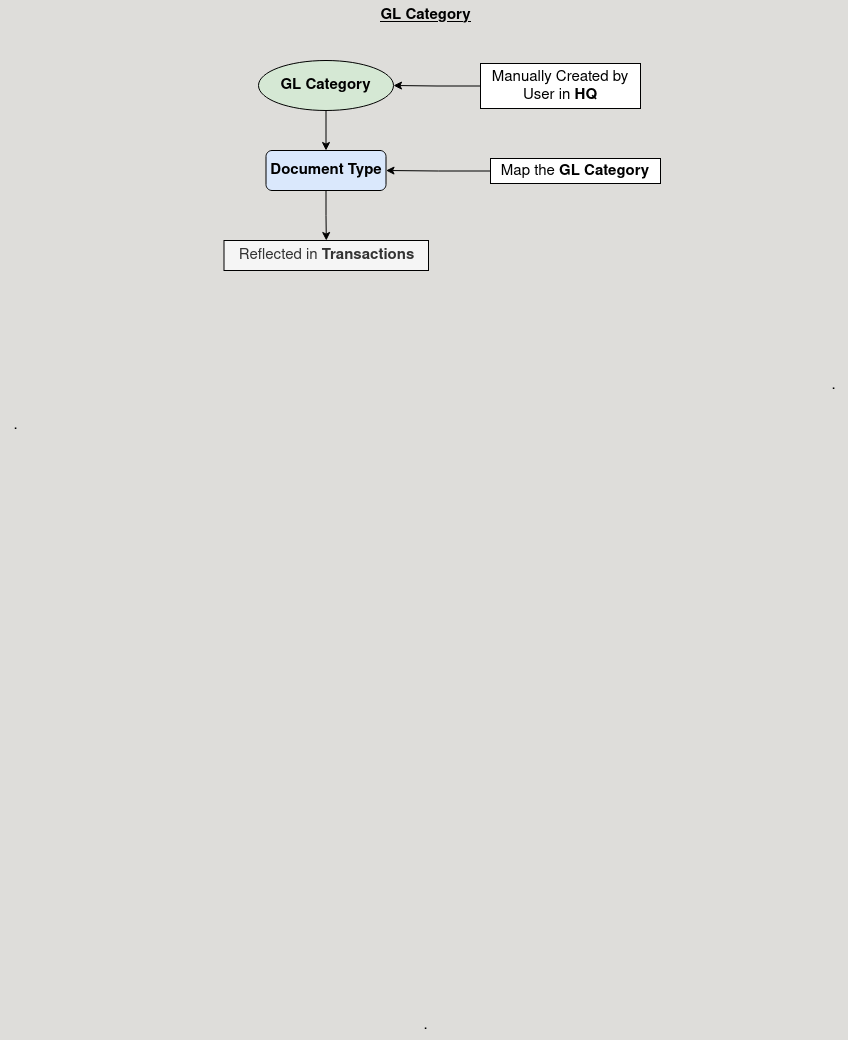 GL Category
GL Category
Manually Created by
User in HQ
Document Type
Map the GL Category
Reflected in Transactions
.
.
.